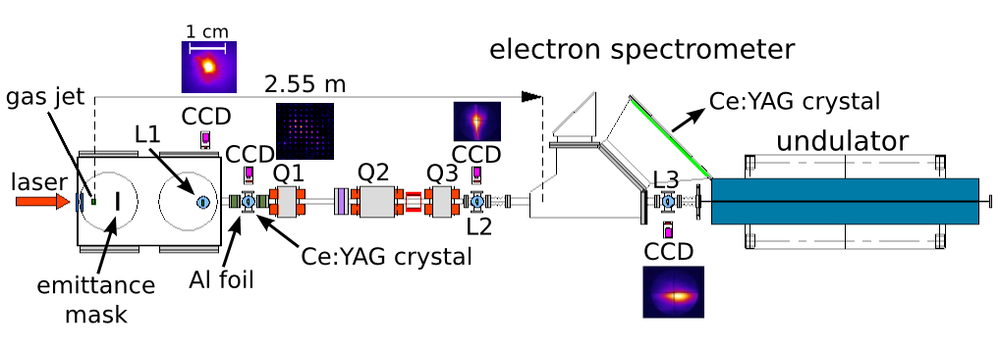 1 cm
electron spectrometer
2.55 m
gas jet
Ce:YAG crystal
CCD
L1
undulator
CCD
CCD
laser
Q1
Q2
Q3
L3
L2
CCD
Ce:YAG crystal
Al foil
emittance
mask